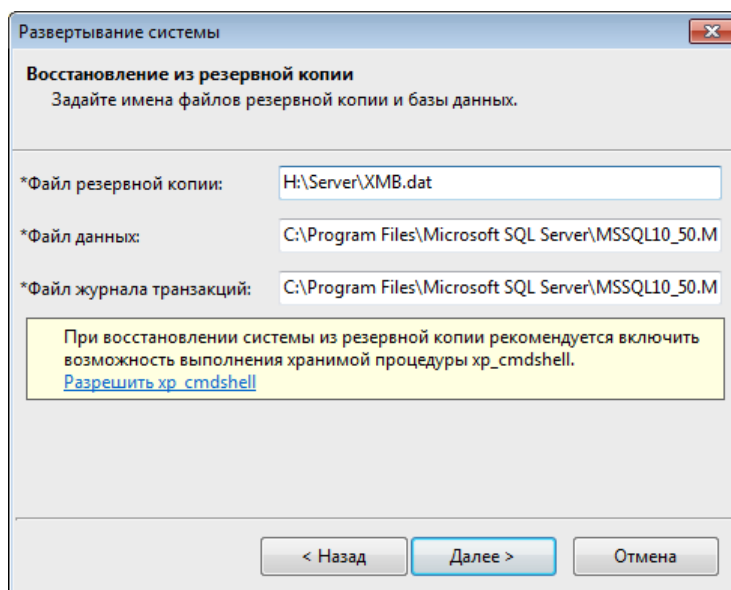 Развертывание системы
Восстановление из резервной копии
Задайте имена файлов резервной копии и базы данных.
*Файл резервной копии: H:\Server\XMB.dat
*Файл данных: C:\Program Files\Microsoft SQL Server\MSSQL10_50.M
*Файл журнала транзакций: C:\Program Files\Microsoft SQL Server\MSSQL10_50.M
При восстановлении системы из резервной копии рекомендуется включить
возможность выполнения хранимой процедуры xp_cmdshell.
Разрешить xp_cmdshell
< Назад Далее > Отмена